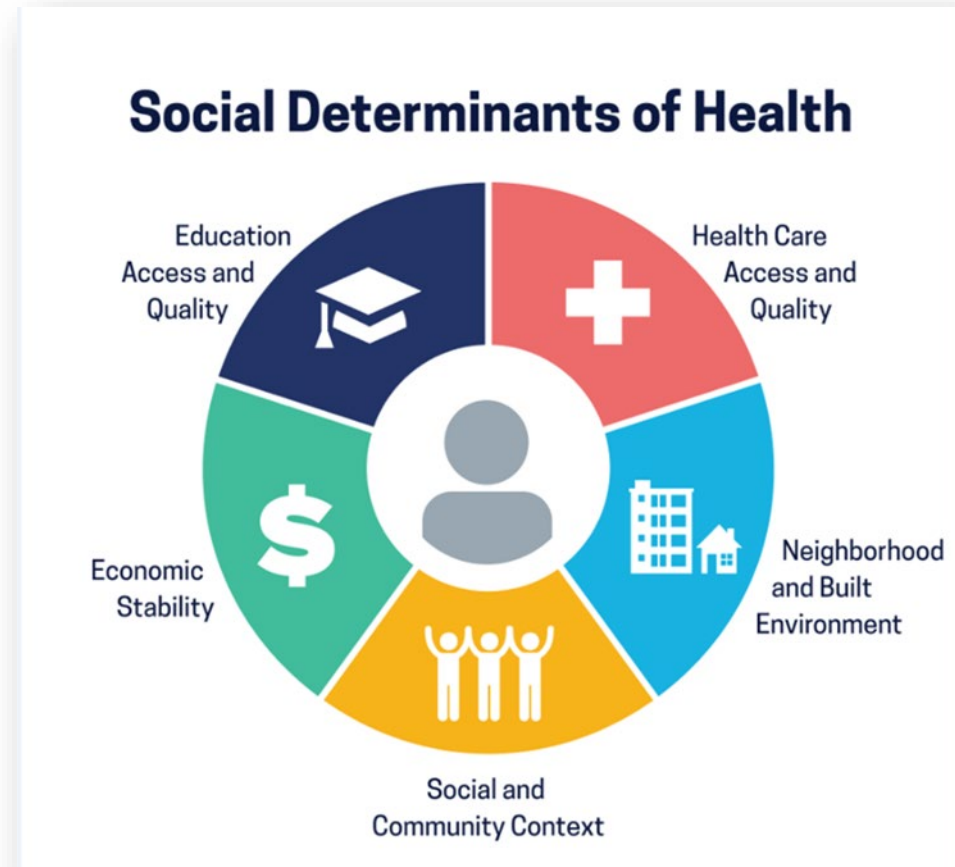 Social Determinants of Health
Education
Access and
Quality
Health Care
Access and
Quality
Economic
Stability
$
Neighborhood
and Built
Environment
Social and
Community Context